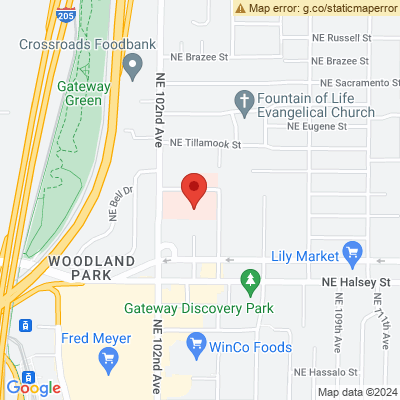 Map error: g.co/staticmaperror
205
NE Russell St
Crossroads Foodbank
NE Brazee St
NE Brazee St
Gateway
Green
NE Sacramento St
NE 102nd Ave
Fountain of Life
Evangelical Church
NE Eugene St
NE Tillamook St
NE Bell Dr
WOODLAND
PARK
Lily Market
NE Halsey St
Gateway Discovery Park
NE 109th Ave
NE 111th Ave
NE 102nd Ave
Fred Meyer
WinCo Foods
NE Hassalo St
Google
Map data ©2024